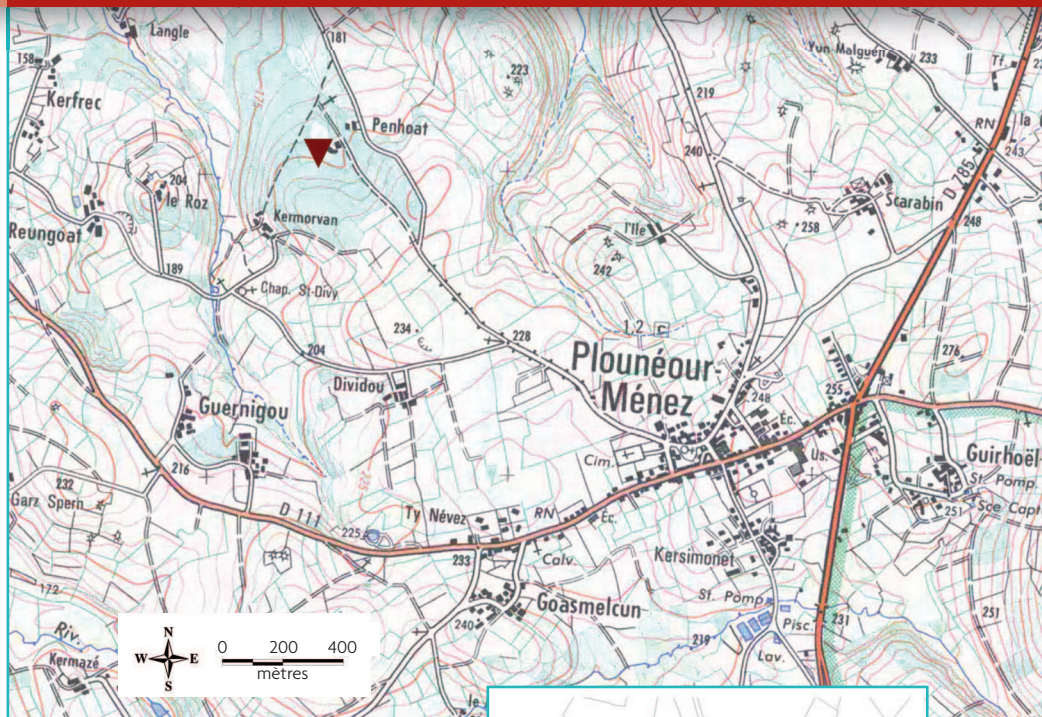 Langle
181
158
223
Yun-Malguen
233
219
Tf.
Kerfrec
Penhoat
RN
la
243
240
D 785
204
le Roz
Scarabin
Kermorvan
l'Ile
258
248
Reungoat
242
189
Chap. St-Divy
1,2 C
234
228
204
Plounéour-
Ménez
276
Dividou
248
255
Guernigou
Éc.
Cim.
Us.
Guirhoël
216
St. Pomp.
232
Garz Spern
225
251
Sce Capt
D 111
Ty Névez
RN
Éc.
225
233
Calv.
Kersimonet
172
Goasmelcun
St. Pomp.
251
240
231
Pisc.
219
Riv.
Lav.
Kermazé
le
N
W E
S
0 200 400
mètres